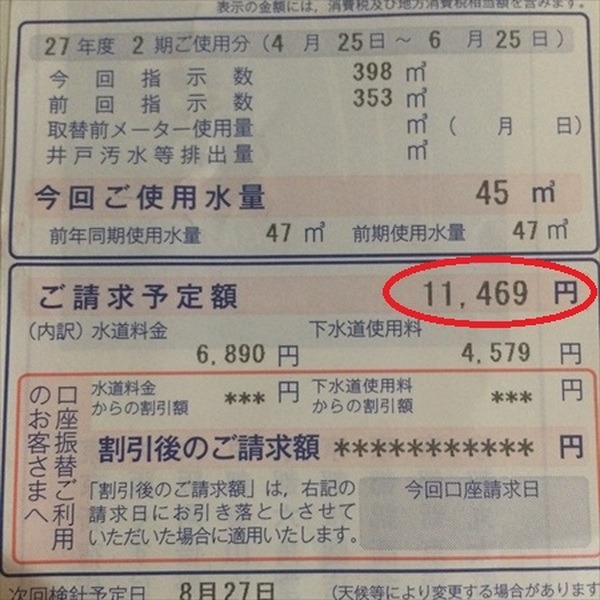 表示の金額には、消費税及び地方消費税相当額を含みます。
27年度 2期ご使用分(4月25日~6月25日)
今回指示数 398 ㎥
前回指示数 353 ㎥
取替前メーター使用量 ㎥ ( 月 日)
井戸汚水等排出量 ㎥
今回ご使用水量 45 ㎥
前年同期使用水量 47 ㎥ 前期使用水量 47 ㎥
ご請求予定額 11,469 円
(内訳) 水道料金 下水道使用料
6,890 円 4,579 円
口座振替ご利用のお客さまへ
水道料金からの割引額 *** 円 下水道使用料からの割引額 *** 円
割引後のご請求額 *********** 円
「割引後のご請求額」は、右記の
請求日にお引き落としさせて
いただいた場合に適用いたします。
今回口座請求日
次回検針予定日 8月27日 (天候等により変更する場合があります